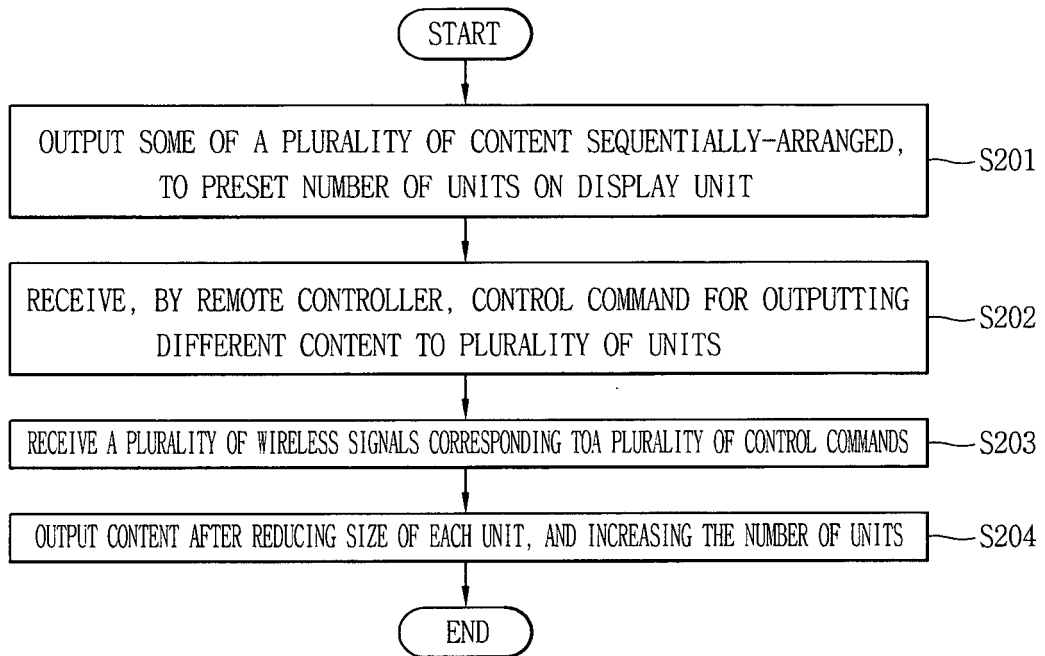 START
OUTPUT SOME OF A PLURALITY OF CONTENT SEQUENTIALLY-ARRANGED,
TO PRESET NUMBER OF UNITS ON DISPLAY UNIT
S201
RECEIVE, BY REMOTE CONTROLLER, CONTROL COMMAND FOR OUTPUTTING
DIFFERENT CONTENT TO PLURALITY OF UNITS
S202
RECEIVE A PLURALITY OF WIRELESS SIGNALS CORRESPONDING TOA PLURALITY OF CONTROL COMMANDS
S203
OUTPUT CONTENT AFTER REDUCING SIZE OF EACH UNIT, AND INCREASING THE NUMBER OF UNITS
S204
END